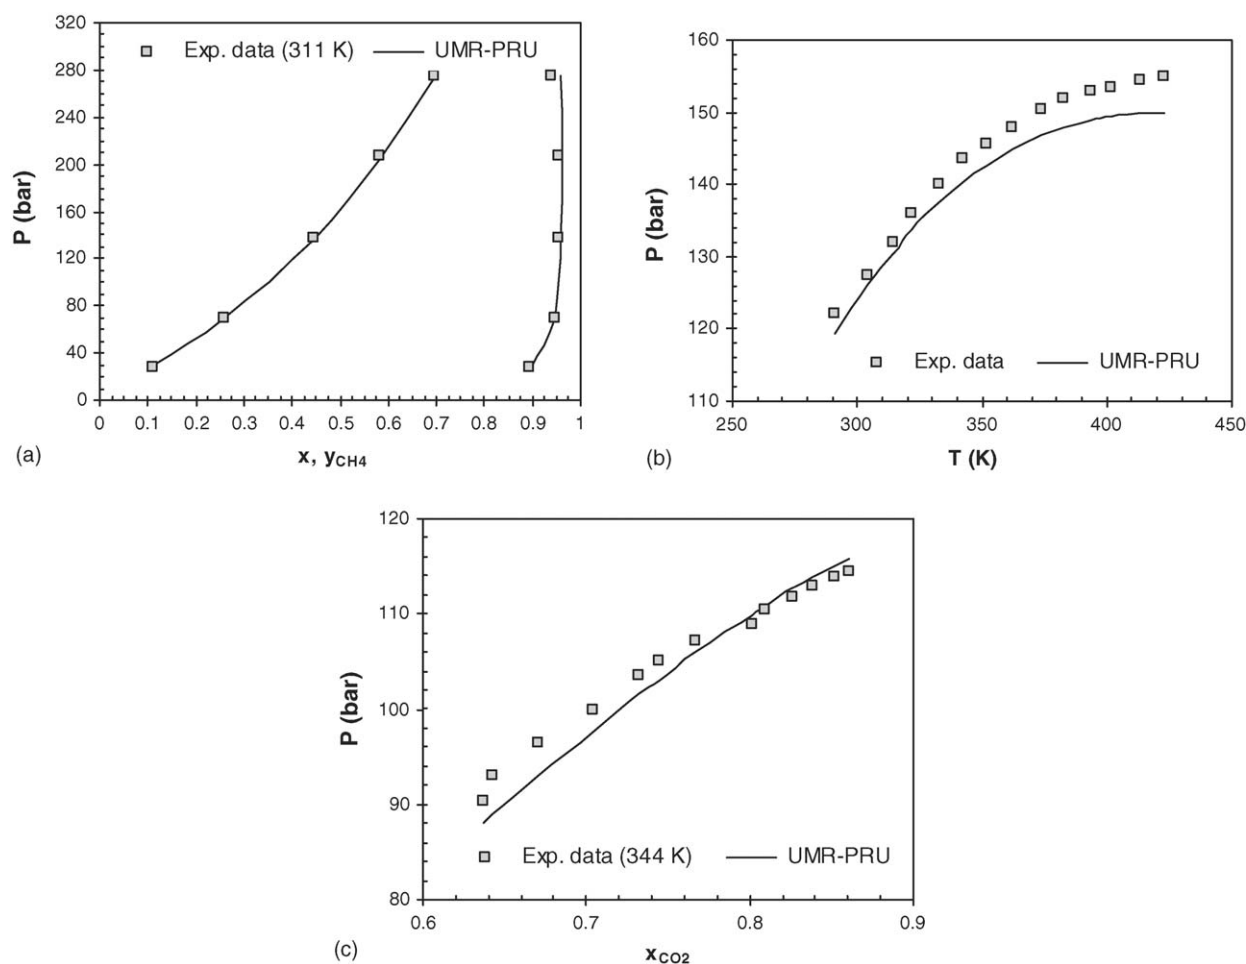 320
280
240
200
160
120
80
40
0
Exp. data (311 K) UMR-PRU
P (bar)
0 0.1 0.2 0.3 0.4 0.5 0.6 0.7 0.8 0.9 1
x, yCH4
(a)
160
150
140
130
120
110
P (bar)
Exp. data UMR-PRU
250 300 350 400 450
T (K)
(b)
120
110
100
90
80
P (bar)
Exp. data (344 K) UMR-PRU
0.6 0.7 0.8 0.9
xCO2
(c)